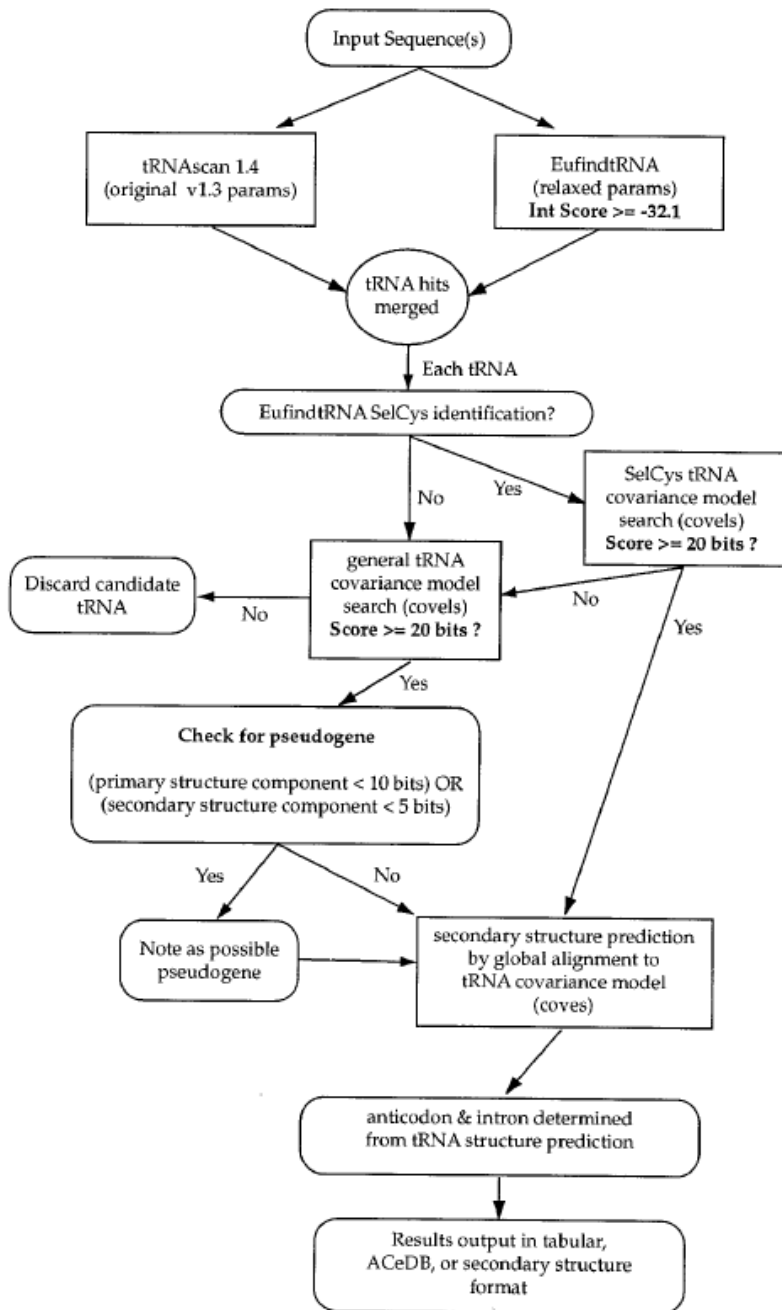 Input Sequence(s)
tRNAscan 1.4
(original v1.3 params)
EufindtRNA
(relaxed params)
Int Score >= -32.1
tRNA hits
merged
Each tRNA
EufindtRNA SelCys identification?
No
Yes
SelCys tRNA
covariance model
search (covels)
Score >= 20 bits ?
general tRNA
covariance model
search (covels)
Score >= 20 bits ?
No
Yes
Discard candidate
tRNA
No
Yes
Check for pseudogene
(primary structure component < 10 bits) OR
(secondary structure component < 5 bits)
Yes
No
Note as possible
pseudogene
secondary structure prediction
by global alignment to
tRNA covariance model
(coves)
anticodon & intron determined
from tRNA structure prediction
Results output in tabular,
ACeDB, or secondary structure
format